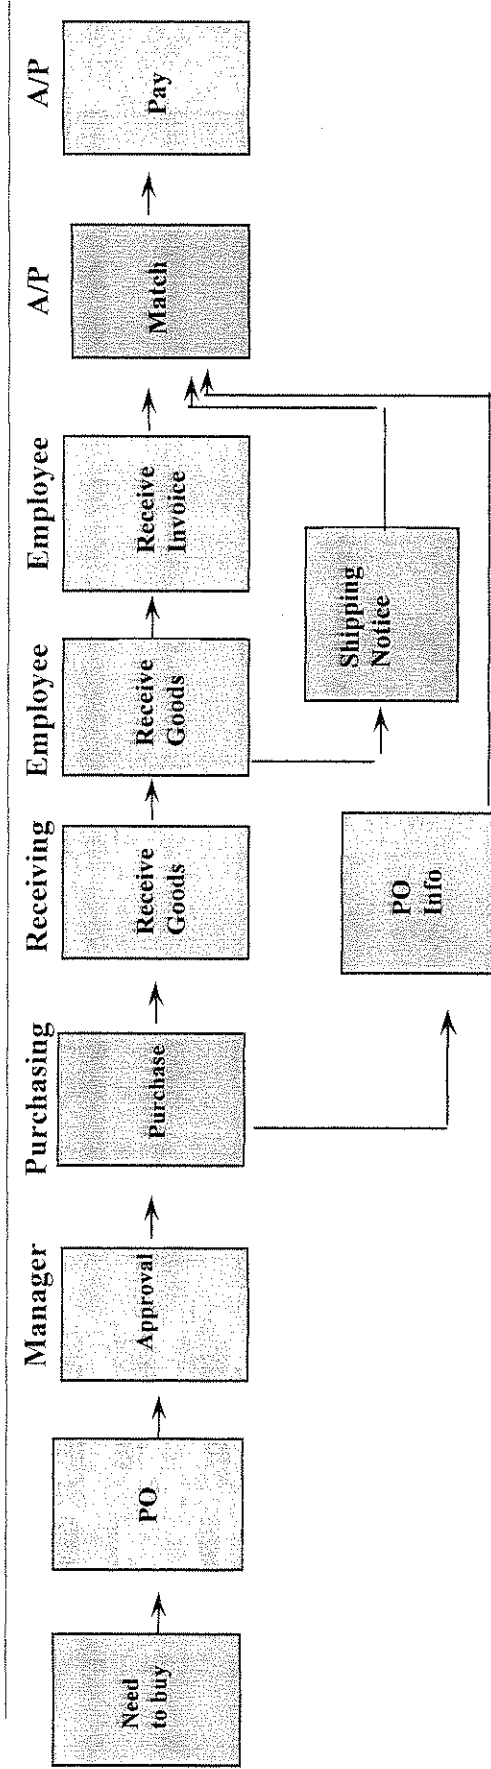 Manager
Purchasing
Receiving
Employee
Employee
A/P
A/P
Need
to buy
PO
Approval
Purchase
Receive
Goods
Receive
Goods
Receive
Invoice
Match
Pay
PO
Info
Shipping
Notice